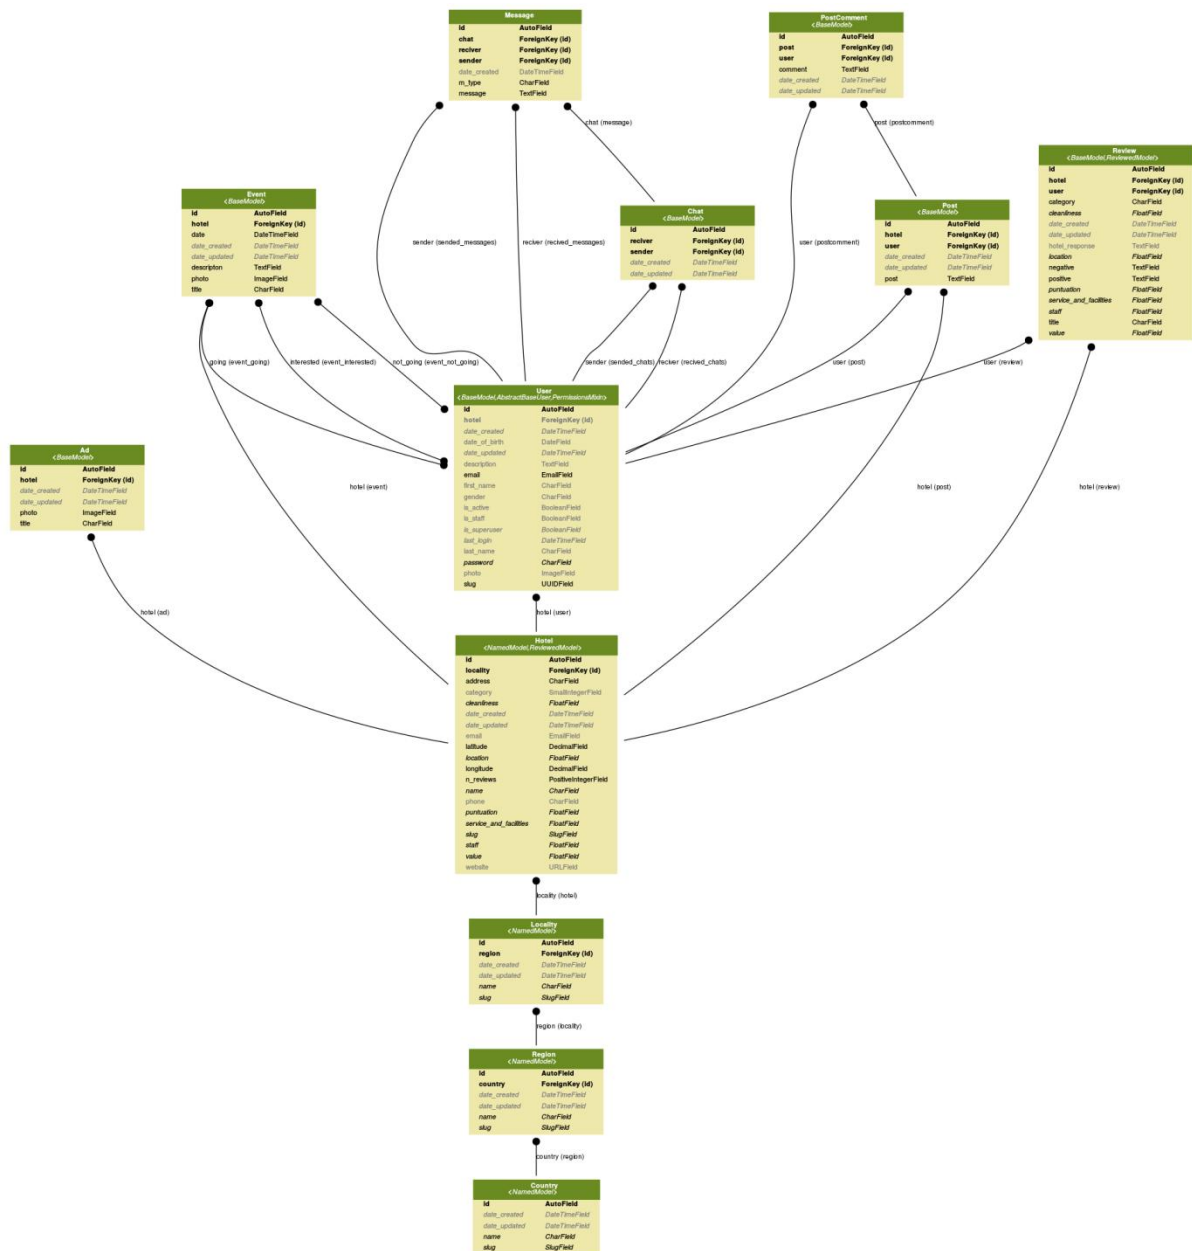 Message
id AutoField
chat ForeignKey (id)
reciver ForeignKey (id)
sender ForeignKey (id)
date_created DateTimeField
m_type CharField
message TextField
PostComment
<BaseModel>
id AutoField
post ForeignKey (id)
user ForeignKey (id)
comment TextField
date_created DateTimeField
date_updated DateTimeField
chat (message)
post (postcomment)
Review
<BaseModel,ReviewedModel>
id AutoField
hotel ForeignKey (id)
user ForeignKey (id)
category CharField
cleanliness FloatField
date_created DateTimeField
date_updated DateTimeField
hotel_response TextField
location FloatField
negative TextField
positive TextField
puntuation FloatField
service_and_facilities FloatField
staff FloatField
title CharField
value FloatField
Event
<BaseModel>
id AutoField
hotel ForeignKey (id)
date DateTimeField
date_created DateTimeField
date_updated DateTimeField
descripton TextField
photo ImageField
title CharField
Chat
<BaseModel>
id AutoField
reciver ForeignKey (id)
sender ForeignKey (id)
date_created DateTimeField
date_updated DateTimeField
Post
<BaseModel>
id AutoField
hotel ForeignKey (id)
user ForeignKey (id)
date_created DateTimeField
date_updated DateTimeField
post TextField
sender (sended_messages)
reciver (recived_messages)
user (postcomment)
going (event_going)
interested (event_interested)
not_going (event_not_going)
sender (sended_chats)
reciver (recived_chats)
user (post)
user (review)
User
<BaseModel,AbstractBaseUser,PermissionsMixin>
id AutoField
hotel ForeignKey (id)
date_created DateTimeField
date_of_birth DateField
date_updated DateTimeField
description TextField
email EmailField
first_name CharField
gender CharField
is_active BooleanField
is_staff BooleanField
is_superuser BooleanField
last_login DateTimeField
last_name CharField
password CharField
photo ImageField
slug UUIDField
Ad
<BaseModel>
id AutoField
hotel ForeignKey (id)
date_created DateTimeField
date_updated DateTimeField
photo ImageField
title CharField
hotel (event)
hotel (post)
hotel (review)
hotel (ad)
hotel (user)
Hotel
<NamedModel,ReviewedModel>
id AutoField
locality ForeignKey (id)
address CharField
category SmallIntegerField
cleanliness FloatField
date_created DateTimeField
date_updated DateTimeField
email EmailField
latitude DecimalField
location FloatField
longitude DecimalField
n_reviews PositiveIntegerField
name CharField
phone CharField
puntuation FloatField
service_and_facilities FloatField
slug SlugField
staff FloatField
value FloatField
website URLField
locality (hotel)
Locality
<NamedModel>
id AutoField
region ForeignKey (id)
date_created DateTimeField
date_updated DateTimeField
name CharField
slug SlugField
region (locality)
Region
<NamedModel>
id AutoField
country ForeignKey (id)
date_created DateTimeField
date_updated DateTimeField
name CharField
slug SlugField
country (region)
Country
<NamedModel>
id AutoField
date_created DateTimeField
date_updated DateTimeField
name CharField
slug SlugField